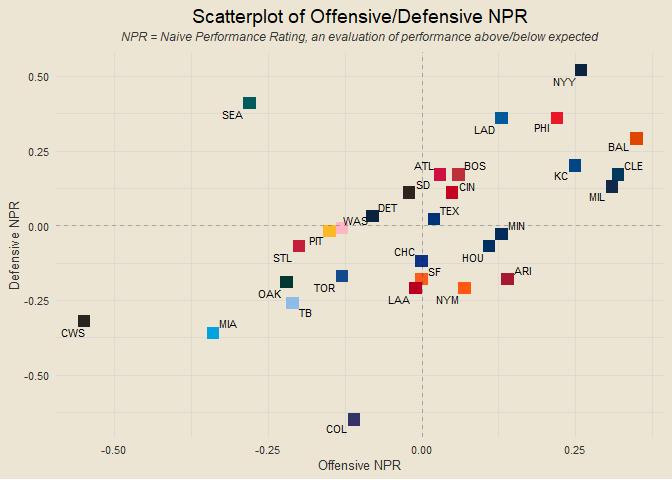 Scatterplot of Offensive/Defensive NPR
NPR = Naive Performance Rating, an evaluation of performance above/below expected
0.50
NYY
SEA
LAD
PHI
BAL
0.25
ATL
BOS
KC
CLE
SD
CIN
MIL
DET
TEX
WAS
0.00
PIT
MIN
STL
HOU
CHC
TOR
OAK
SF
ARI
-0.25
LAA
NYM
TB
CWS
MIA
-0.50
COL
-0.50
-0.25
0.00
0.25
Offensive NPR
Defensive NPR